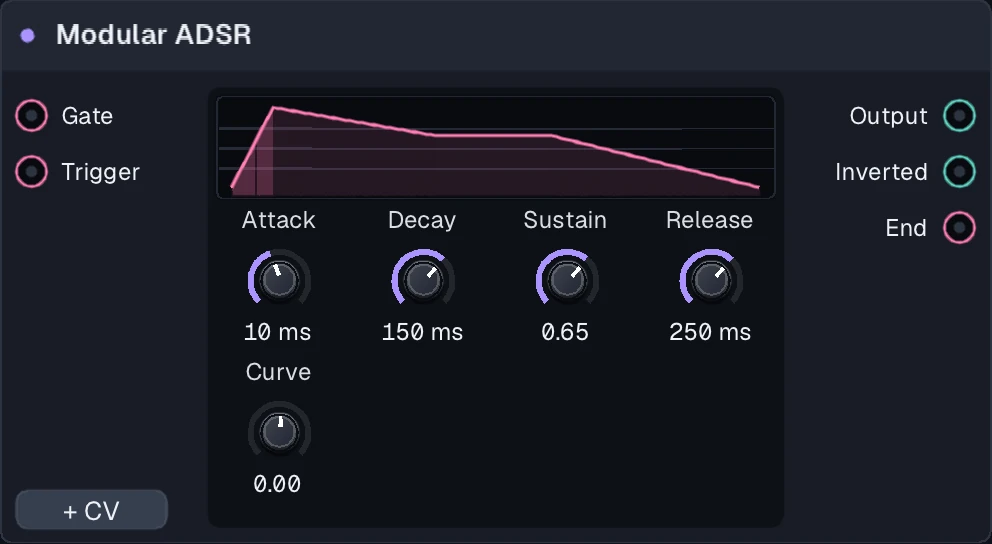 Modular ADSR
Gate
Trigger
Attack
Decay
Sustain
Release
10 ms
150 ms
0.65
250 ms
Curve
0.00
+ CV
Output
Inverted
End